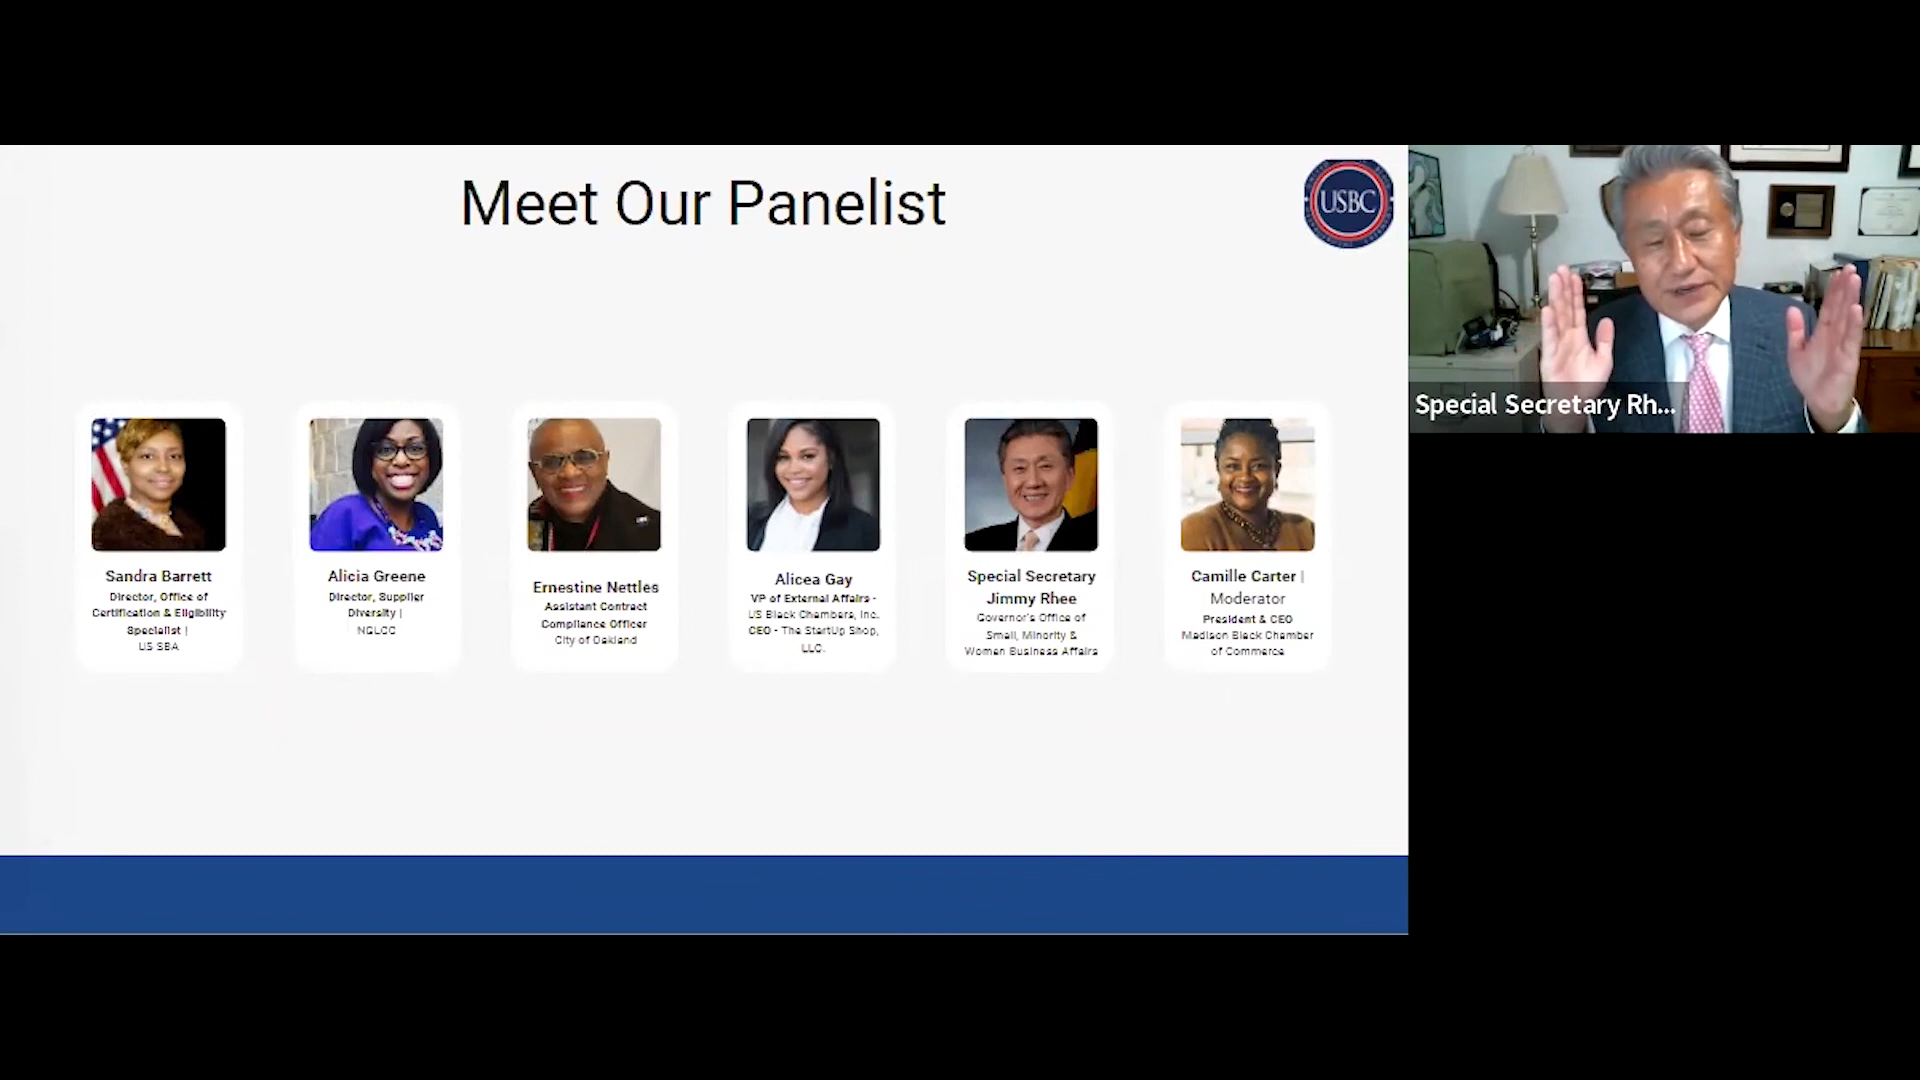 Meet Our Panelist
USBC
Special Secretary Rh...
Sandra Barrett
Director, Office of
Certification & Eligibility
Specialist |
US SBA
Alicia Greene
Director, Supplier
Diversity |
NGLCC
Ernestine Nettles
Assistant Contract
Compliance Officer
City of Oakland
Alicea Gay
VP of External Affairs -
US Black Chambers, Inc.
CEO - The StartUp Shop,
LLC.
Special Secretary
Jimmy Rhee
Governor's Office of
Small, Minority &
Women Business Affairs
Camille Carter |
Moderator
President & CEO
Madison Black Chamber
of Commerce